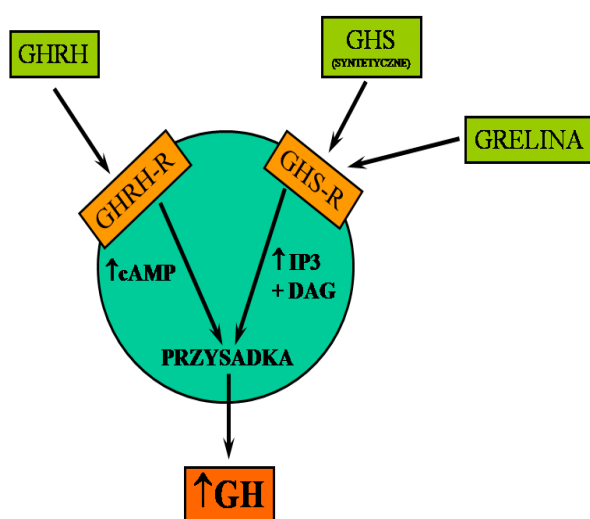 GHRH
GHS
(SYNTETYCZNE)
GRELINA
GHRH-R
GHS-R
↑cAMP
↑IP3
+ DAG
PRZYSADKA
↑GH